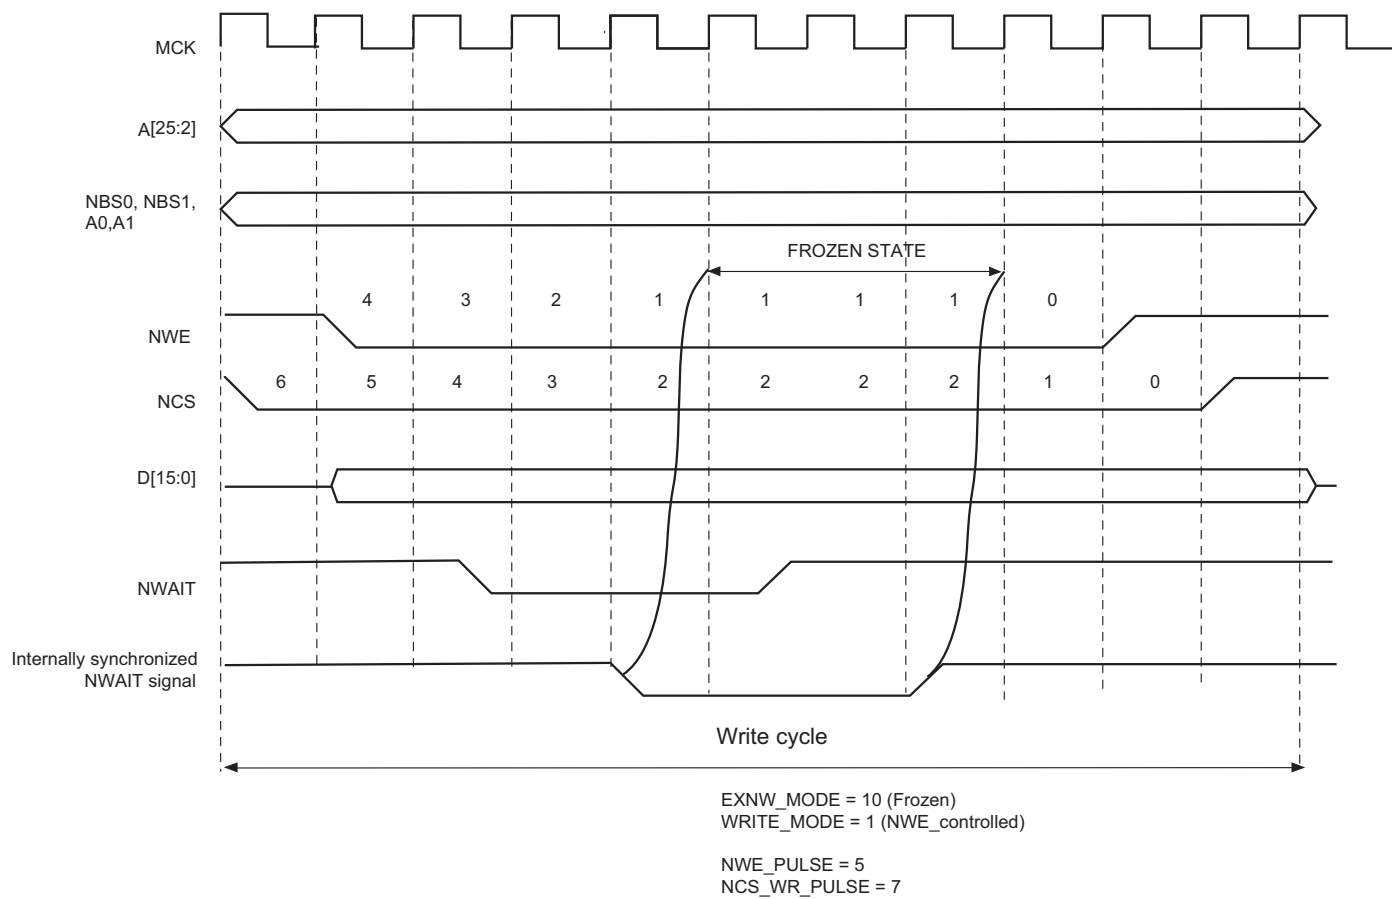 MCK
A[25:2]
NBS0, NBS1,
A0,A1
FROZEN STATE
4 3 2 1 1 1 1 0
NWE
6 5 4 3 2 2 2 2 1 0
NCS
D[15:0]
NWAIT
Internally synchronized
NWAIT signal
Write cycle
EXNW_MODE = 10 (Frozen)
WRITE_MODE = 1 (NWE_controlled)
NWE_PULSE = 5
NCS_WR_PULSE = 7